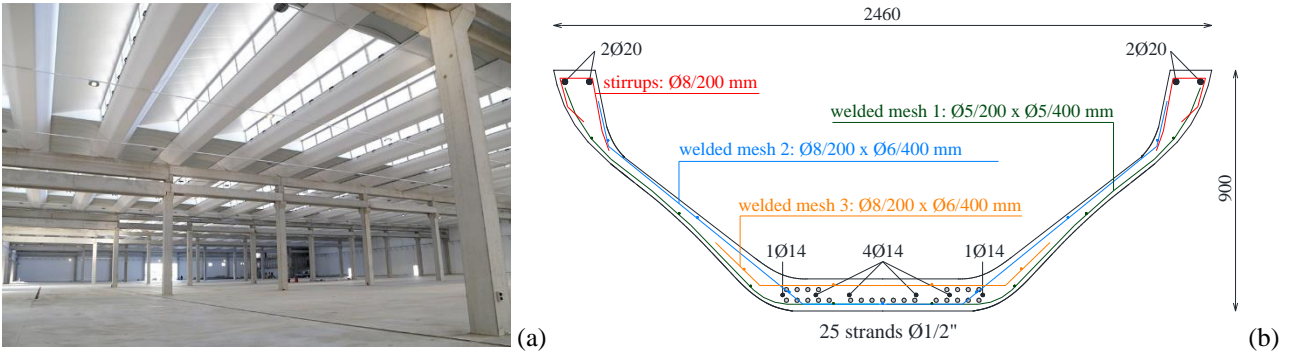 2460
2Ø20
2Ø20
stirrups: Ø8/200 mm
welded mesh 1: Ø5/200 x Ø5/400 mm
welded mesh 2: Ø8/200 x Ø6/400 mm
900
welded mesh 3: Ø8/200 x Ø6/400 mm
1Ø14
4Ø14
1Ø14
(a)
25 strands Ø1/2"
(b)